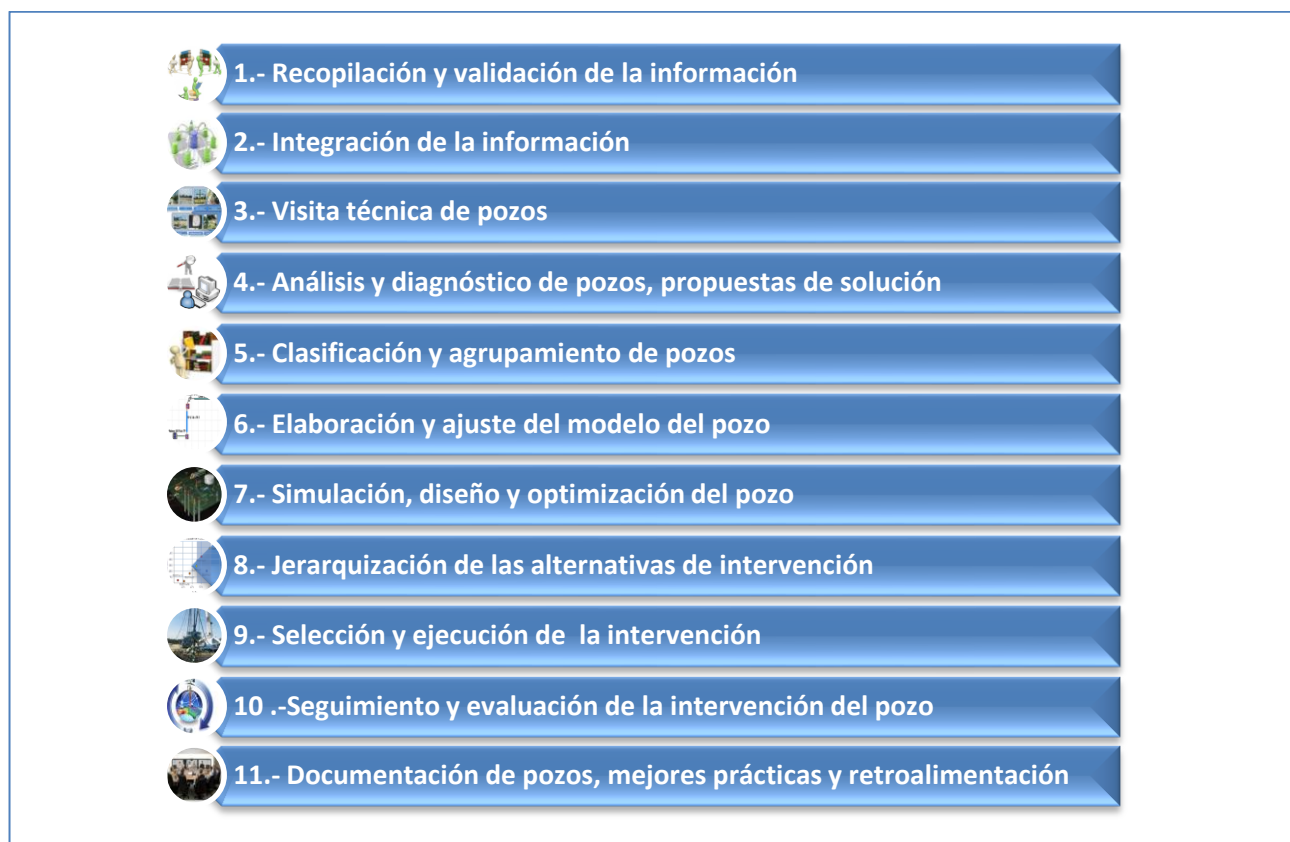 1.- Recopilación y validación de la información
2.- Integración de la información
3.- Visita técnica de pozos
4.- Análisis y diagnóstico de pozos, propuestas de solución
5.- Clasificación y agrupamiento de pozos
6.- Elaboración y ajuste del modelo del pozo
7.- Simulación, diseño y optimización del pozo
8.- Jerarquización de las alternativas de intervención
9.- Selección y ejecución de  la intervención
10 .-Seguimiento y evaluación de la intervención del pozo
11.- Documentación de pozos, mejores prácticas y retroalimentación